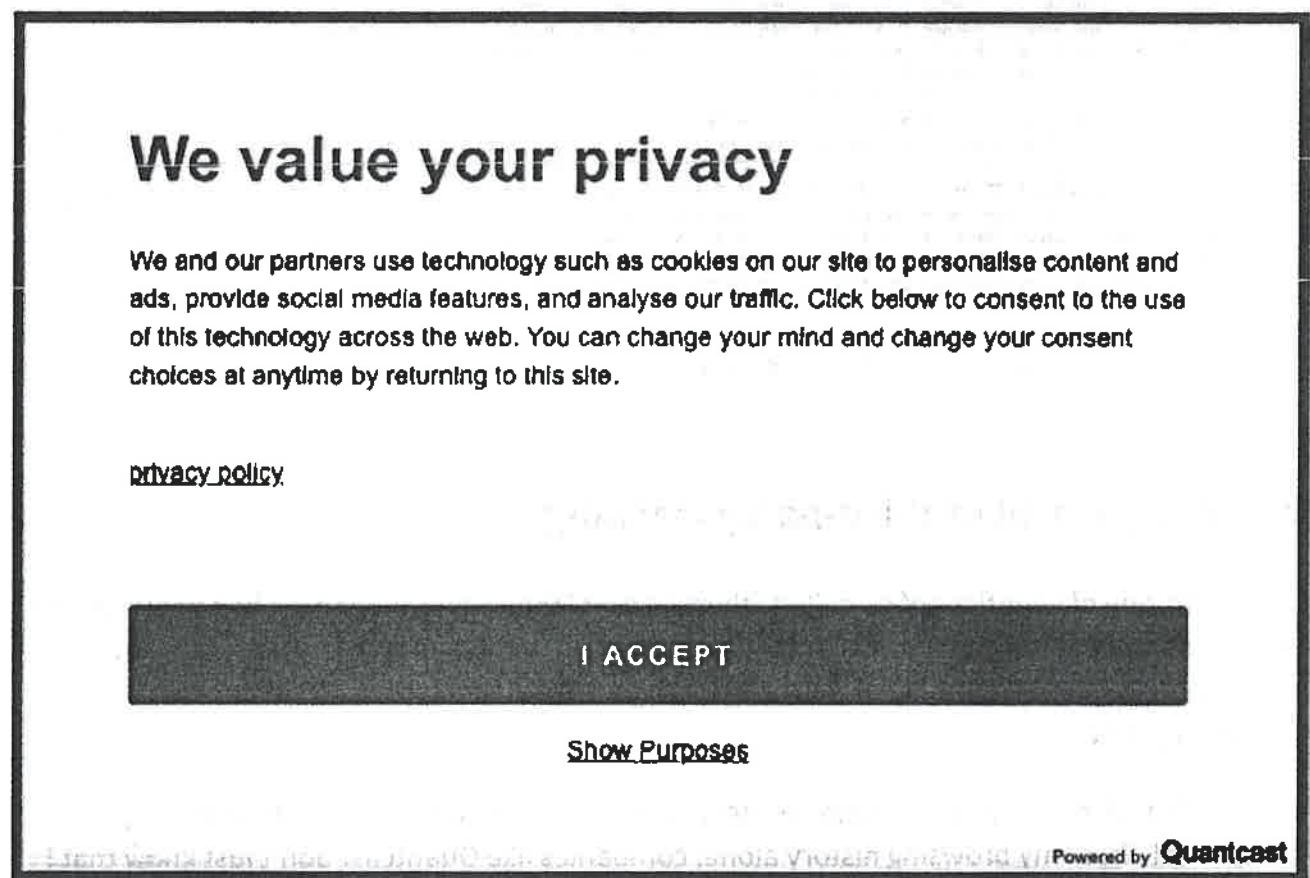 We value your privacy
We and our partners use technology such as cookies on our site to personalise content and
ads, provide social media features, and analyse our traffic. Click below to consent to the use
of this technology across the web. You can change your mind and change your consent
choices at anytime by returning to this site.
privacy policy
I ACCEPT
Show Purposes
Powered by Quantcast